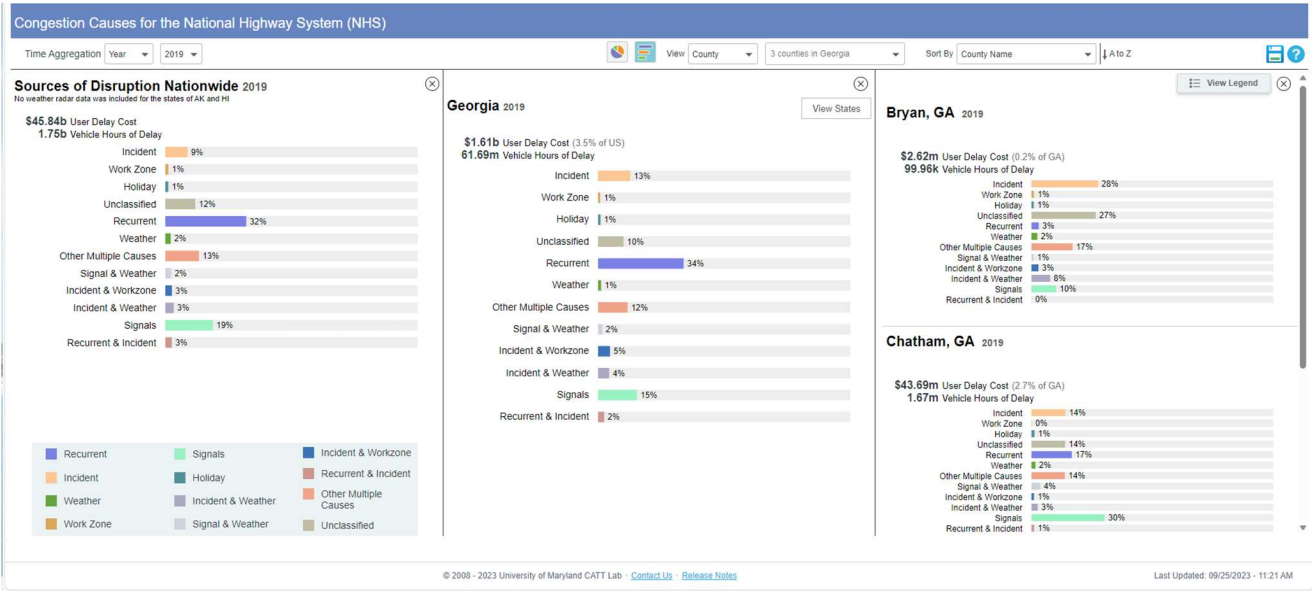 Congestion Causes for the National Highway System (NHS)
Time Aggregation Year 2019 View County 3 counties in Georgia Sort By County Name A to Z
Sources of Disruption Nationwide 2019
No weather radar data was included for the states of AK and HI
$45.84b User Delay Cost
1.75b Vehicle Hours of Delay
Incident 9%
Work Zone 1%
Holiday 1%
Unclassified 12%
Recurrent 32%
Weather 2%
Other Multiple Causes 13%
Signal & Weather 2%
Incident & Workzone 3%
Incident & Weather 3%
Signals 19%
Recurrent & Incident 3%
Recurrent Signals Incident & Workzone
Incident Holiday Recurrent & Incident
Weather Incident & Weather Other Multiple
Causes
Work Zone Signal & Weather Unclassified
Georgia 2019
View States
$1.61b User Delay Cost (3.5% of US)
61.69m Vehicle Hours of Delay
Incident 13%
Work Zone 1%
Holiday 1%
Unclassified 10%
Recurrent 34%
Weather 1%
Other Multiple Causes 12%
Signal & Weather 2%
Incident & Workzone 5%
Incident & Weather 4%
Signals 15%
Recurrent & Incident 2%
View Legend
Bryan, GA 2019
$2.62m User Delay Cost (0.2% of GA)
99.96k Vehicle Hours of Delay
Incident 28%
Work Zone 1%
Holiday 1%
Unclassified 27%
Recurrent 3%
Weather 2%
Other Multiple Causes 17%
Signal & Weather 1%
Incident & Workzone 3%
Incident & Weather 8%
Signals 10%
Recurrent & Incident 0%
Chatham, GA 2019
$43.69m User Delay Cost (2.7% of GA)
1.67m Vehicle Hours of Delay
Incident 14%
Work Zone 0%
Holiday 1%
Unclassified 14%
Recurrent 17%
Weather 2%
Other Multiple Causes 14%
Signal & Weather 4%
Incident & Workzone 1%
Incident & Weather 3%
Signals 30%
Recurrent & Incident 1%
© 2008 - 2023 University of Maryland CATT Lab · Contact Us · Release Notes
Last Updated: 09/25/2023 - 11:21 AM